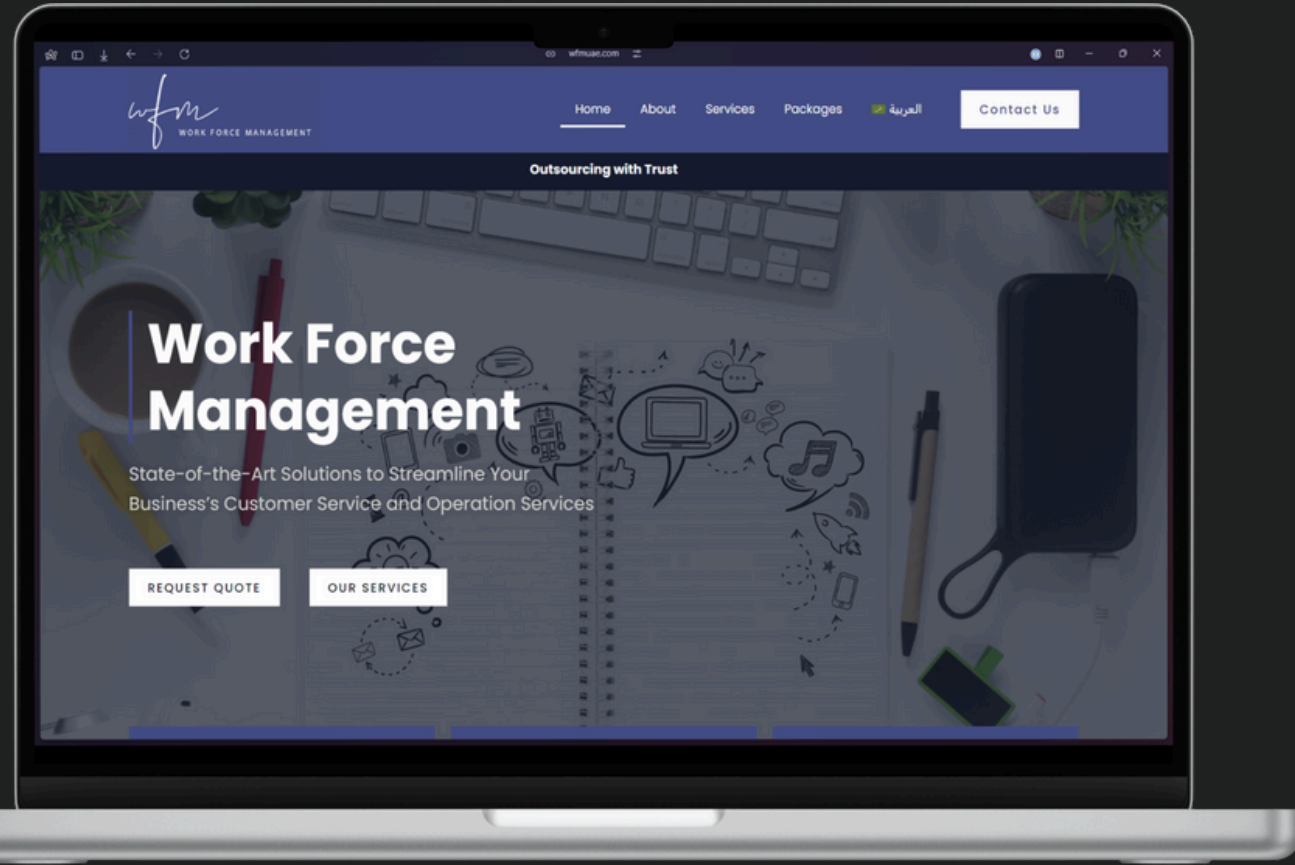 wfmuae.com
wfm
WORK FORCE MANAGEMENT
Home About Services Packages العربية Contact Us
Outsourcing with Trust
Work Force
Management
State-of-the-Art Solutions to Streamline Your
Business’s Customer Service and Operation Services
REQUEST QUOTE OUR SERVICES